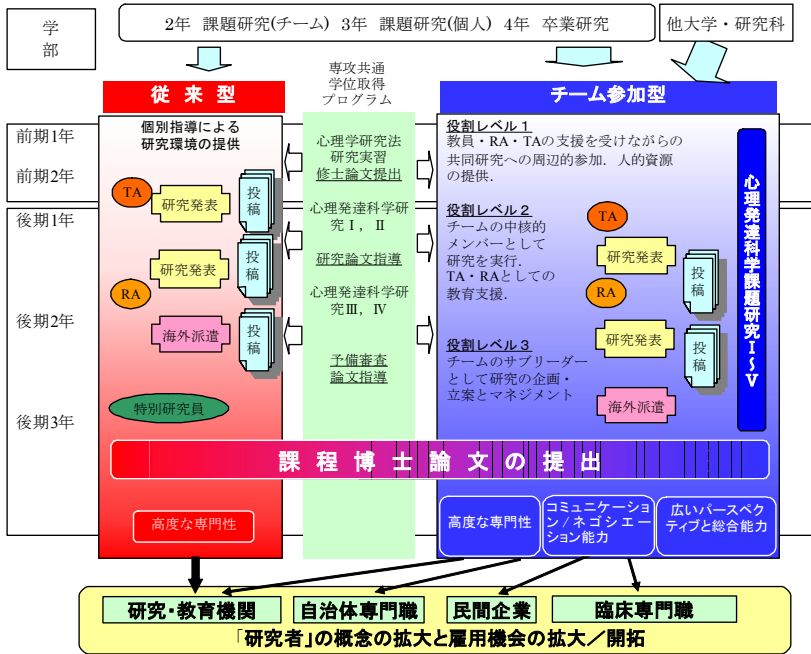 学
部
2年 課題研究(チーム) 3年 課題研究(個人) 4年 卒業研究
他大学・研究科
従来型
専攻共通
学位取得
プログラム
チーム参加型
前期1年
前期2年
後期1年
後期2年
後期3年
個別指導による
研究環境の提供
TA
研究発表
投稿
研究発表
投稿
RA
海外派遣
投稿
特別研究員
心理学研究法
研究実習
修士論文提出
心理発達科学研
究Ⅰ，Ⅱ
研究論文指導
心理発達科学研
究Ⅲ，Ⅳ
予備審査
論文指導
役割レベル１
教員・RA・TAの支援を受けながらの
共同研究への周辺的参加．人的資源
の提供．
役割レベル２
チームの中核的
メンバーとして
研究を実行．
TA・RAとしての
教育支援．
役割レベル３
チームのサブリーダー
として研究の企画・
立案とマネジメント
TA
研究発表
投稿
RA
研究発表
投稿
海外派遣
心理発達科学課題研究Ⅰ～Ⅴ
課程博士論文の提出
高度な専門性
高度な専門性
コミュニケーショ
ン/ネゴシエー
ション能力
広いパースペク
ティブと総合能力
研究・教育機関
自治体専門職
民間企業
臨床専門職
「研究者」の概念の拡大と雇用機会の拡大／開拓